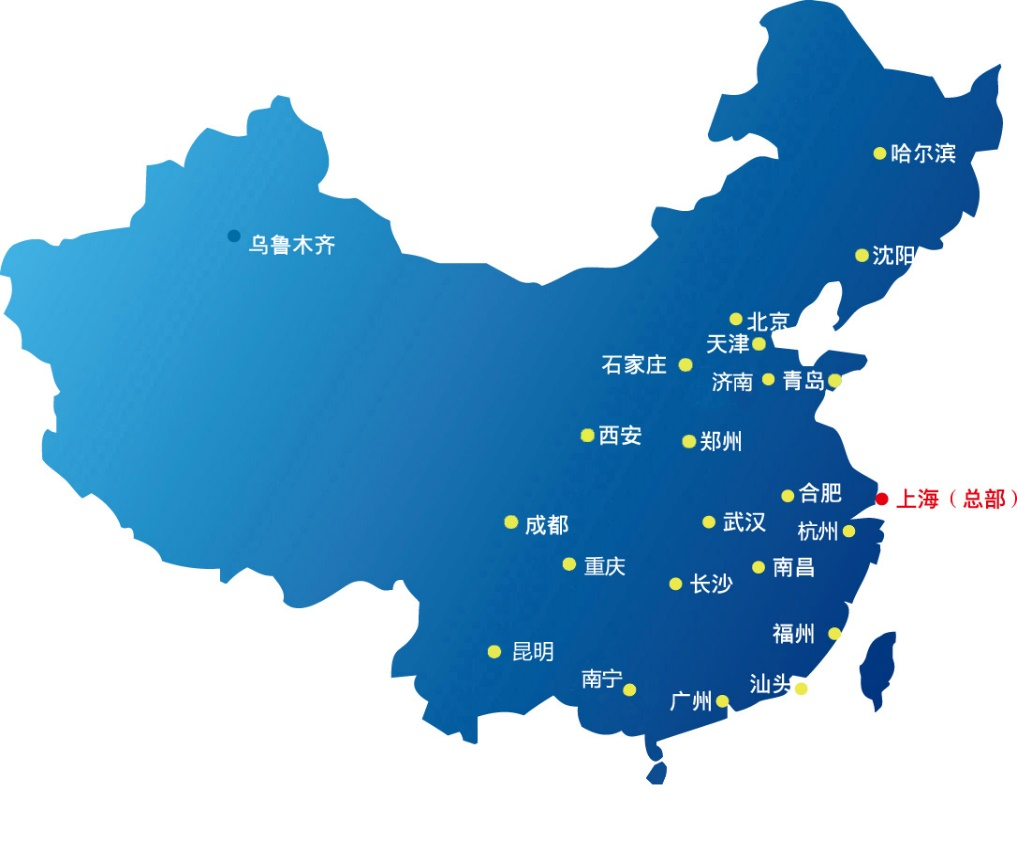 哈尔滨
乌鲁木齐
沈阳
北京
天津
石家庄
济南
青岛
西安
郑州
合肥
上海（总部）
成都
武汉
杭州
重庆
南昌
长沙
福州
昆明
南宁
汕头
广州